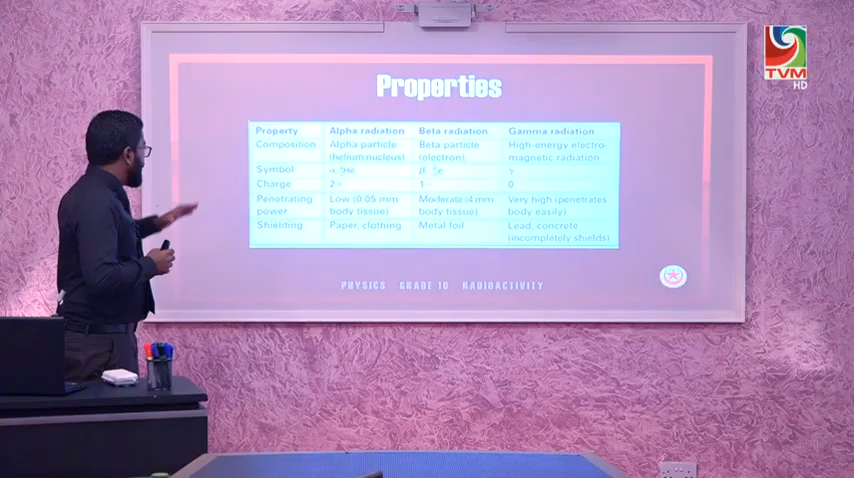 TVM
HD
Properties
Property Alpha radiation Beta radiation Gamma radiation
Composition Alpha particle Beta particle High-energy electro-
(helium nucleus) (electron) magnetic radiation
Symbol He e γ
Charge 2+ 1- 0
Penetrating Low (0.05 mm Moderate (4 mm Very high (penetrates
power body tissue) body tissue) body easily)
Shielding Paper, clothing Metal foil Lead, concrete
(incompletely shields)
PHYSICS GRADE 10 RADIOACTIVITY